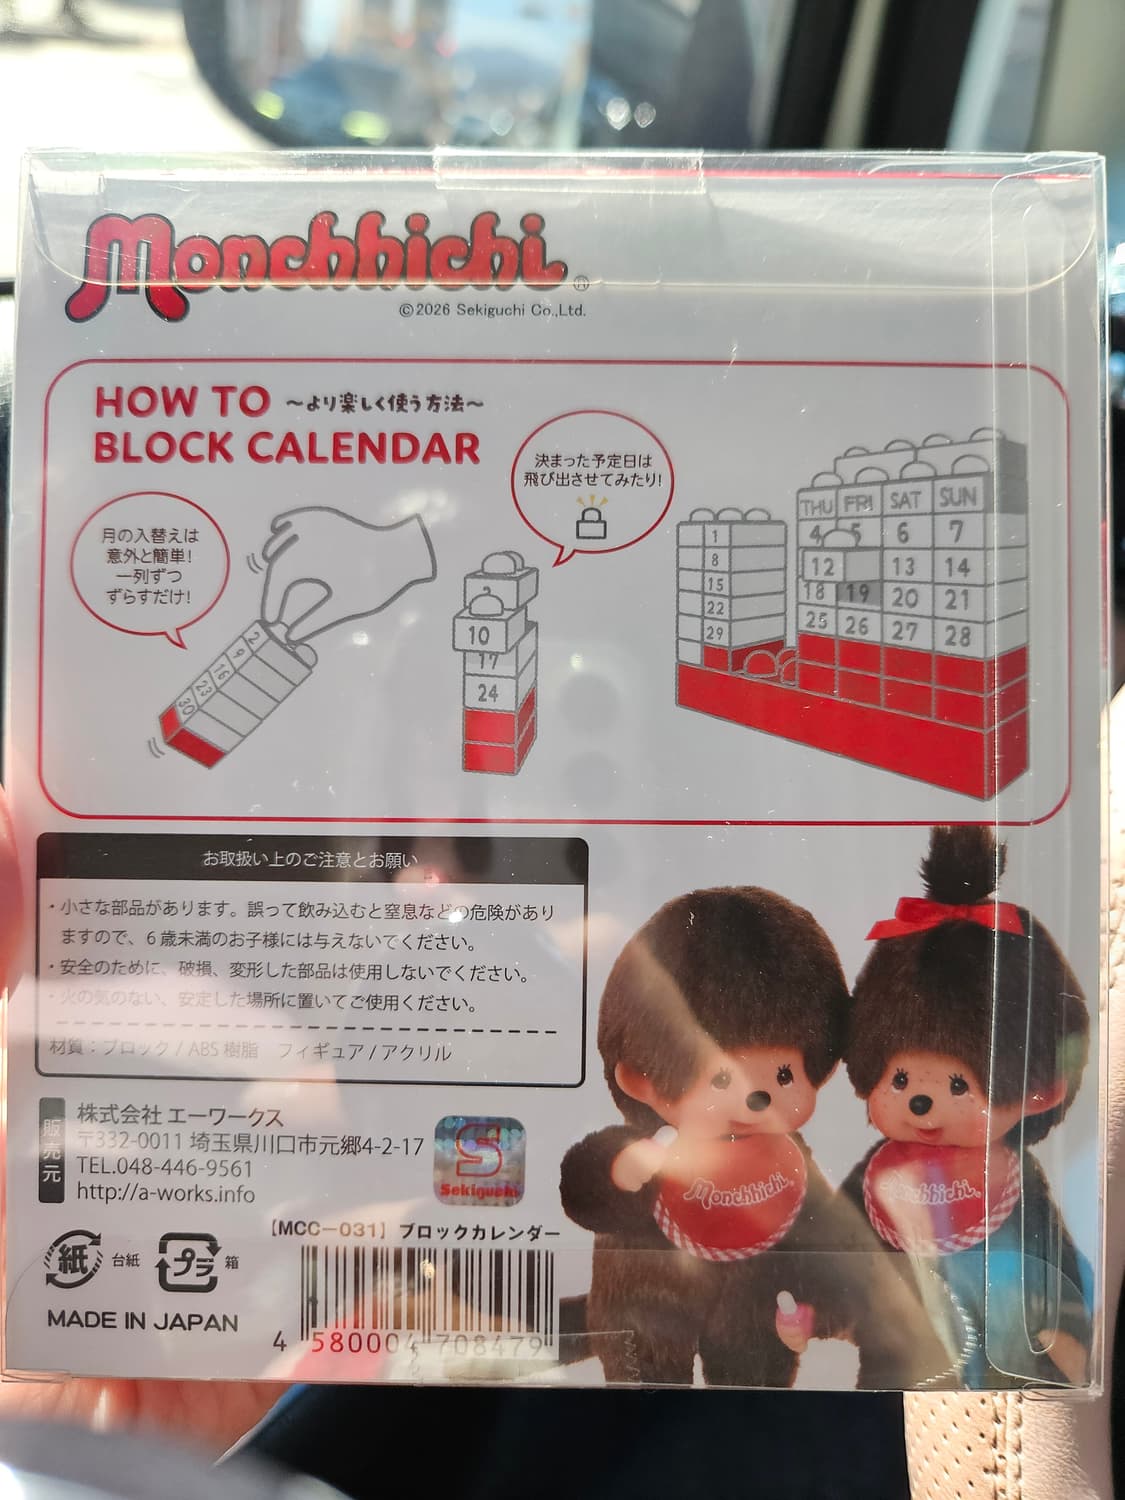 Monchhichi®
©2026 Sekiguchi Co.,Ltd.
HOW TO ～より楽しく使う方法～
BLOCK CALENDAR
月の入替えは
意外と簡単!
一列ずつ
ずらすだけ!
2
9
16
23
30
決まった予定日は
飛び出させてみたり!
10
17
24
1
8
15
22
29
THU FRI SAT SUN
4 5 6 7
12 13 14
18 19 20 21
25 26 27 28
お取扱い上のご注意とお願い
・小さな部品があります。誤って飲み込むと窒息などの危険があり
ますので、6歳未満のお子様には与えないでください。
・安全のために、破損、変形した部品は使用しないでください。
・火の気のない、安定した場所に置いてご使用ください。
材質：ブロック / ABS 樹脂 フィギュア / アクリル
販売元
株式会社 エーワークス
〒332-0011 埼玉県川口市元郷4-2-17
TEL.048-446-9561
http://a-works.info
S
Sekiguchi
Monchhichi.
Monchhichi.
【MCC-031】ブロックカレンダー
紙 台紙 プラ 箱
MADE IN JAPAN
4 580004 708479